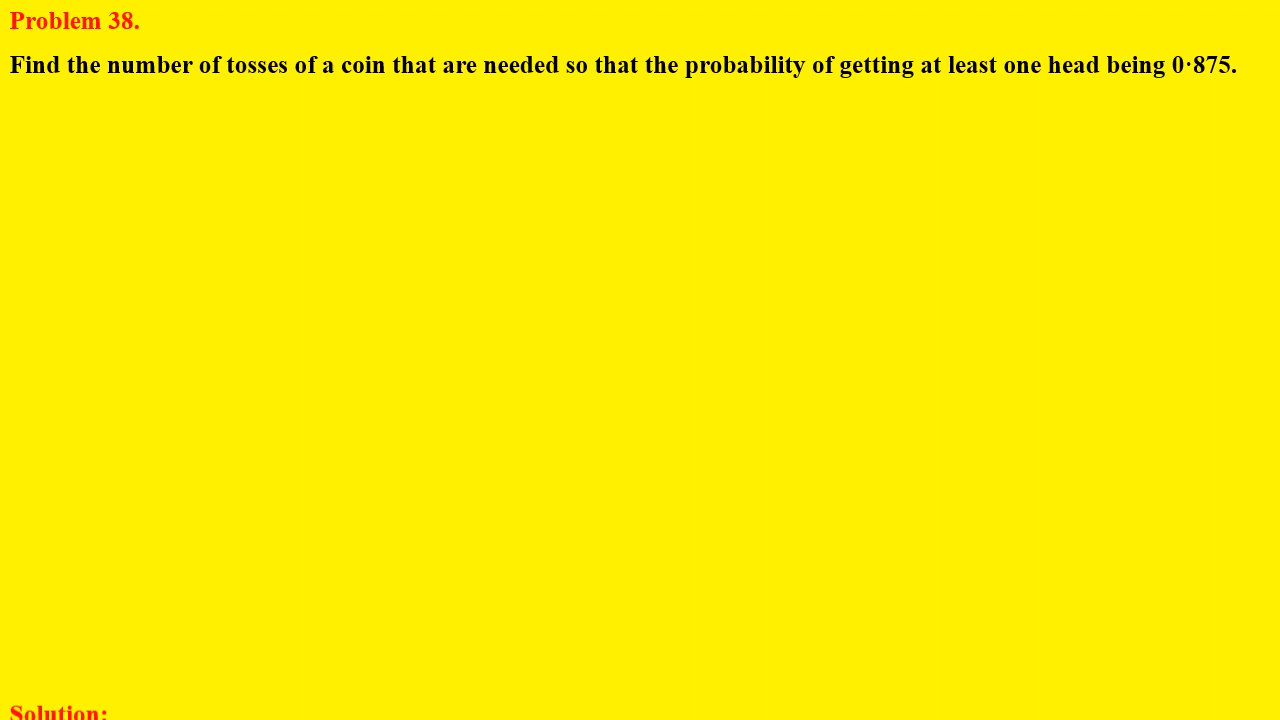 Problem 38.
Find the number of tosses of a coin that are needed so that the probability of getting at least one head being 0·875.
Solution: